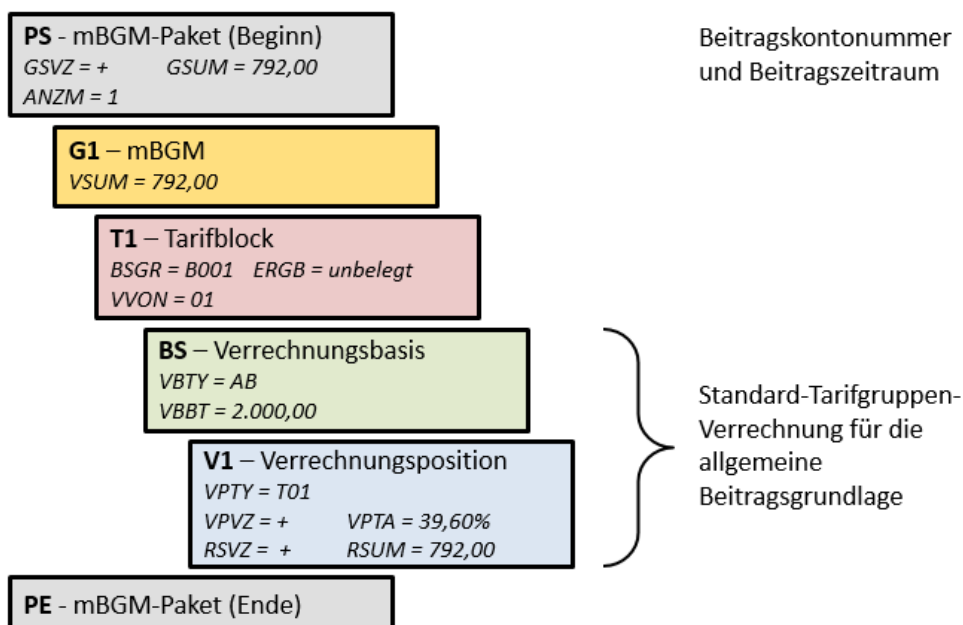 PS - mBGM-Paket (Beginn)
GSVZ = + GSUM = 792,00
ANZM = 1
Beitragskontonummer
und Beitragszeitraum
G1 – mBGM
VSUM = 792,00
T1 – Tarifblock
BSGR = B001 ERGB = unbelegt
VVON = 01
BS – Verrechnungsbasis
VBTY = AB
VBBT = 2.000,00
V1 – Verrechnungsposition
VPTY = T01
VPVZ = + VPTA = 39,60%
RSVZ = + RSUM = 792,00
Standard-Tarifgruppen-
Verrechnung für die
allgemeine
Beitragsgrundlage
PE - mBGM-Paket (Ende)